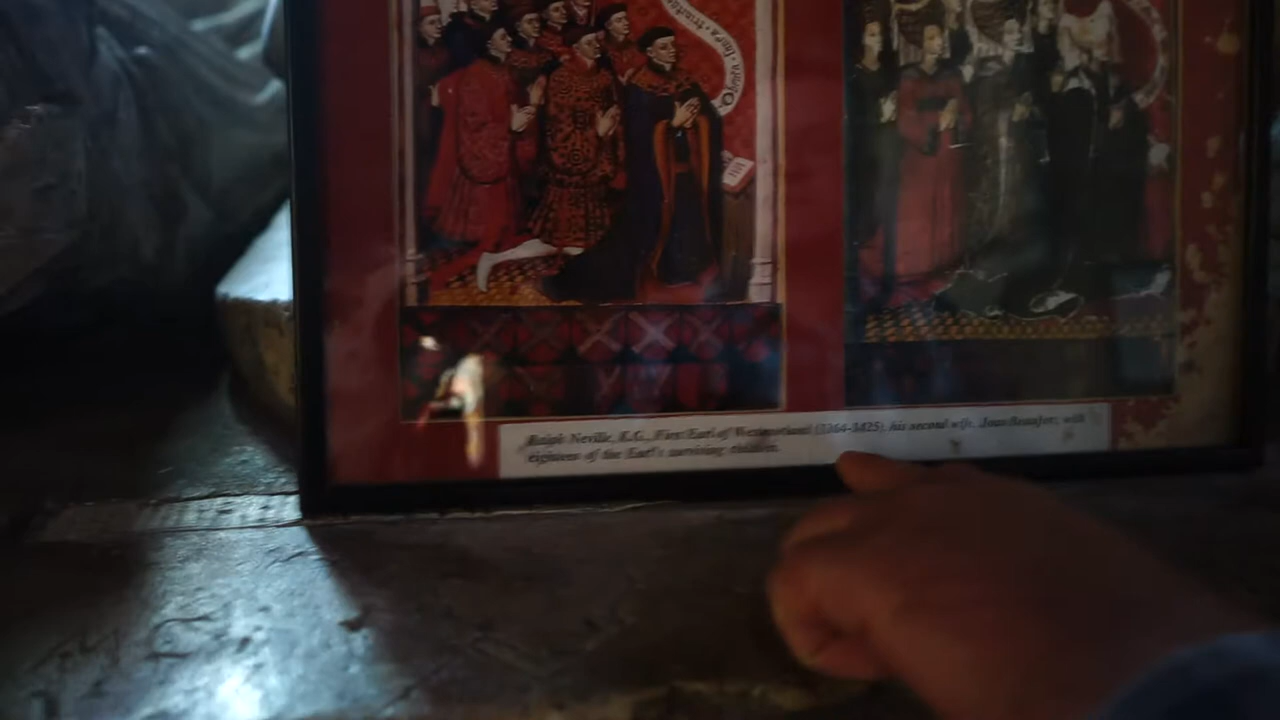 Ralph Neville, K.G., First Earl of Westmorland (1364-1425), his second wife, Joan Beaufort, with
eighteen of the Earl's surviving children.